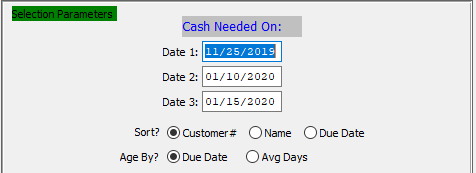 Selection Parameters
Cash Needed On:
Date 1: 11/25/2019
Date 2: 01/10/2020
Date 3: 01/15/2020
Sort? Customer# Name Due Date
Age By? Due Date Avg Days